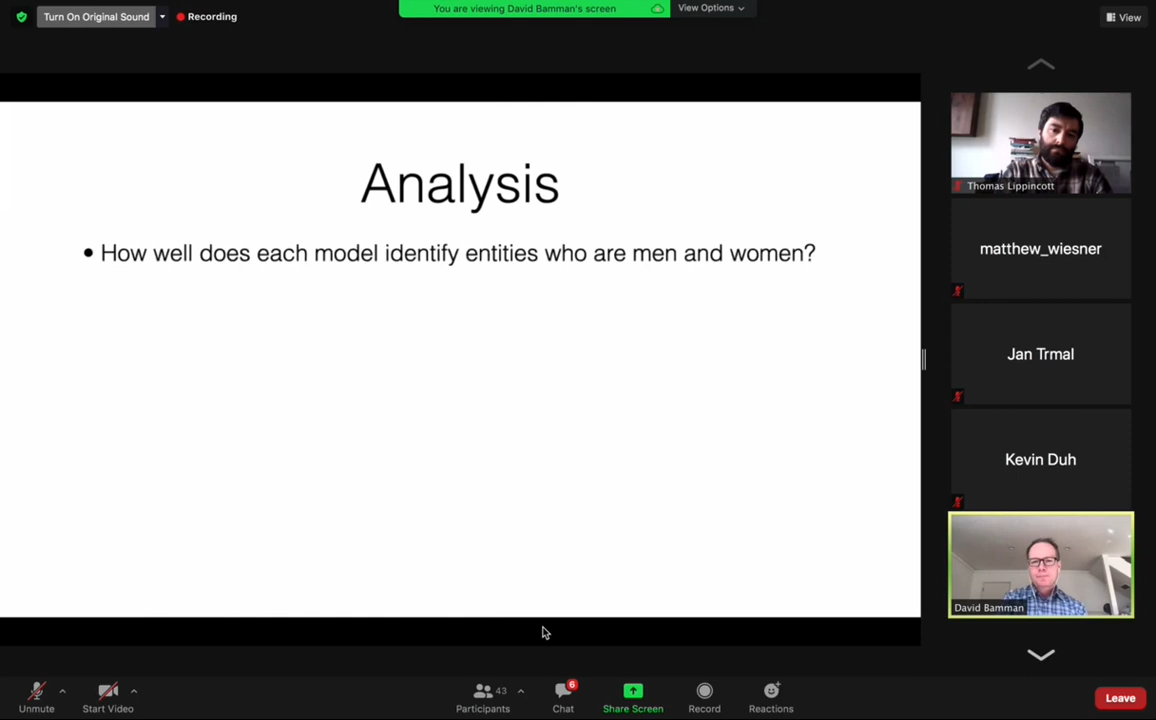 Turn On Original Sound
Recording
You are viewing David Bamman's screen
View Options
View
Analysis
• How well does each model identify entities who are men and women?
Thomas Lippincott
matthew_wiesner
Jan Trmal
Kevin Duh
David Bamman
Unmute
Start Video
43
Participants
6
Chat
Share Screen
Record
Reactions
Leave